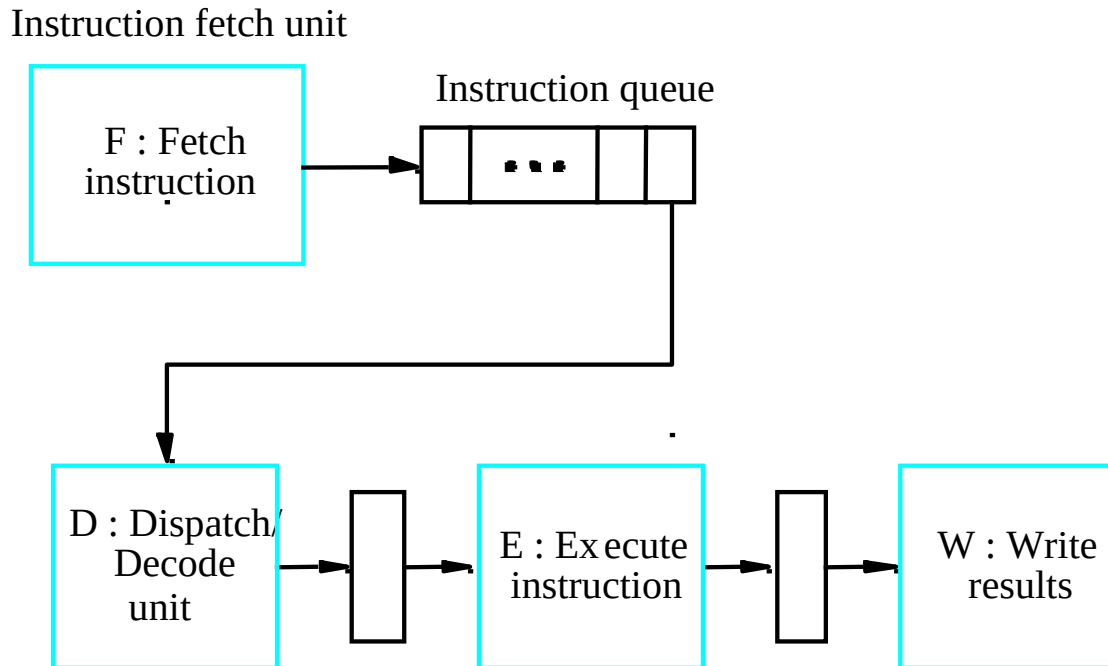 Instruction fetch unit
Instruction queue
F : Fetch
instruction
D : Dispatch/
Decode
unit
E : Execute
instruction
W : Write
results